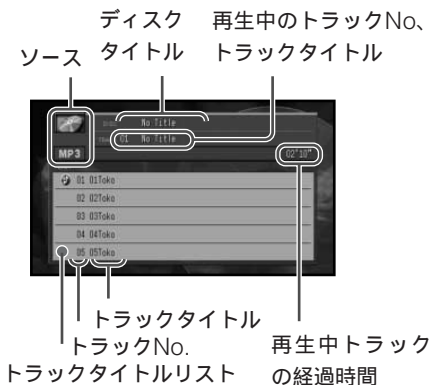 ディスク
タイトル
再生中のトラックNo、
トラックタイトル
ソース
No Title
01 No Title
MP3
02'10"
01 01Toko
02 02Toko
03 03Toko
04 04Toko
05 05Toko
トラックタイトル
トラックNo.
トラックタイトルリスト
再生中トラック
の経過時間